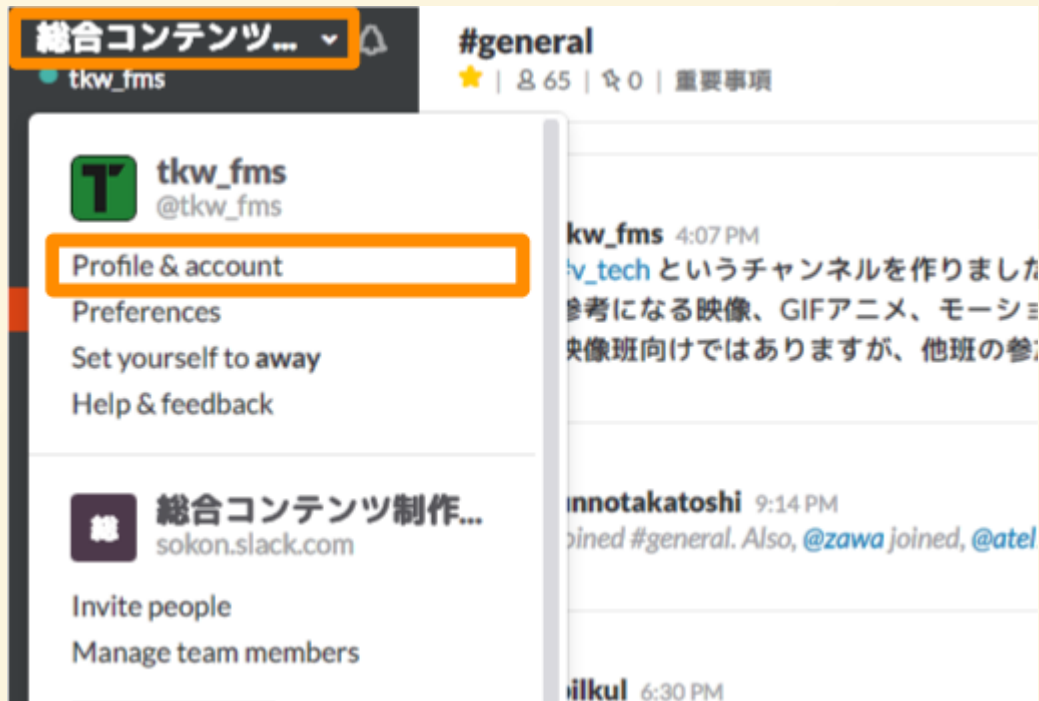 総合コンテンツ...
tkw_fms
#general
65 | 0 | 重要事項
tkw_fms
@tkw_fms
Profile & account
Preferences
Set yourself to away
Help & feedback
総合コンテンツ制作...
sokon.slack.com
Invite people
Manage team members
kw_fms 4:07 PM
v_tech というチャンネルを作りました
参考になる映像、GIFアニメ、モーショ
映像班向けではありますが、他班の参
nnotakatoshi 9:14 PM
oined #general. Also, @zawa joined, @atel
ilkul 6:30 PM